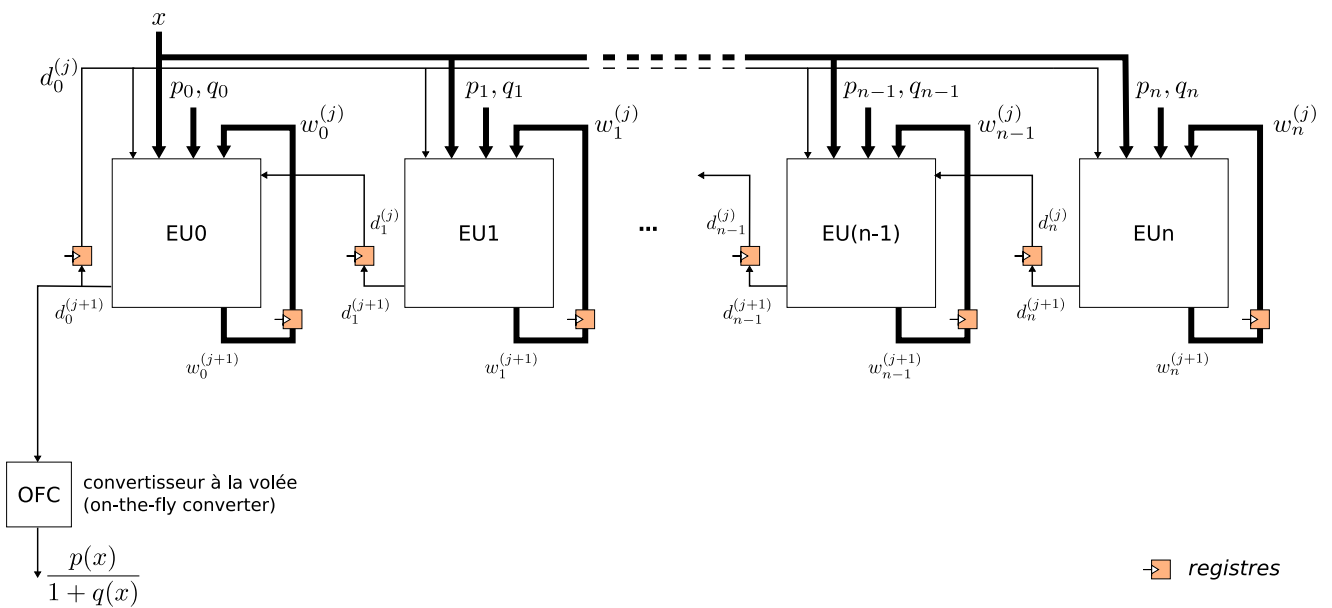 x
d_0^{(j)}
p_0, q_0
w_0^{(j)}
p_1, q_1
w_1^{(j)}
p_{n-1}, q_{n-1}
w_{n-1}^{(j)}
p_n, q_n
w_n^{(j)}
EU0
d_1^{(j)}
EU1
...
d_{n-1}^{(j)}
EU(n-1)
d_n^{(j)}
EUn
d_0^{(j+1)}
d_1^{(j+1)}
d_{n-1}^{(j+1)}
d_n^{(j+1)}
w_0^{(j+1)}
w_1^{(j+1)}
w_{n-1}^{(j+1)}
w_n^{(j+1)}
OFC
convertisseur à la volée
(on-the-fly converter)
\frac{p(x)}{1 + q(x)}
registres